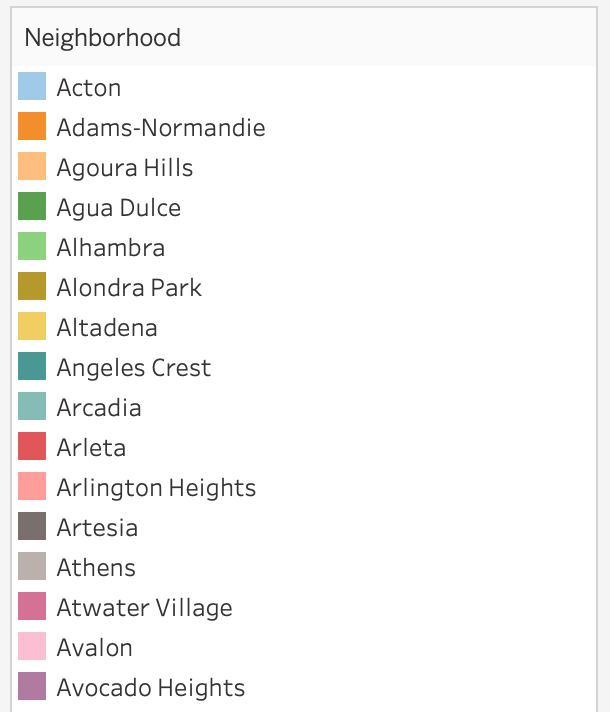 Neighborhood
Acton
Adams-Normandie
Agoura Hills
Agua Dulce
Alhambra
Alondra Park
Altadena
Angeles Crest
Arcadia
Arleta
Arlington Heights
Artesia
Athens
Atwater Village
Avalon
Avocado Heights